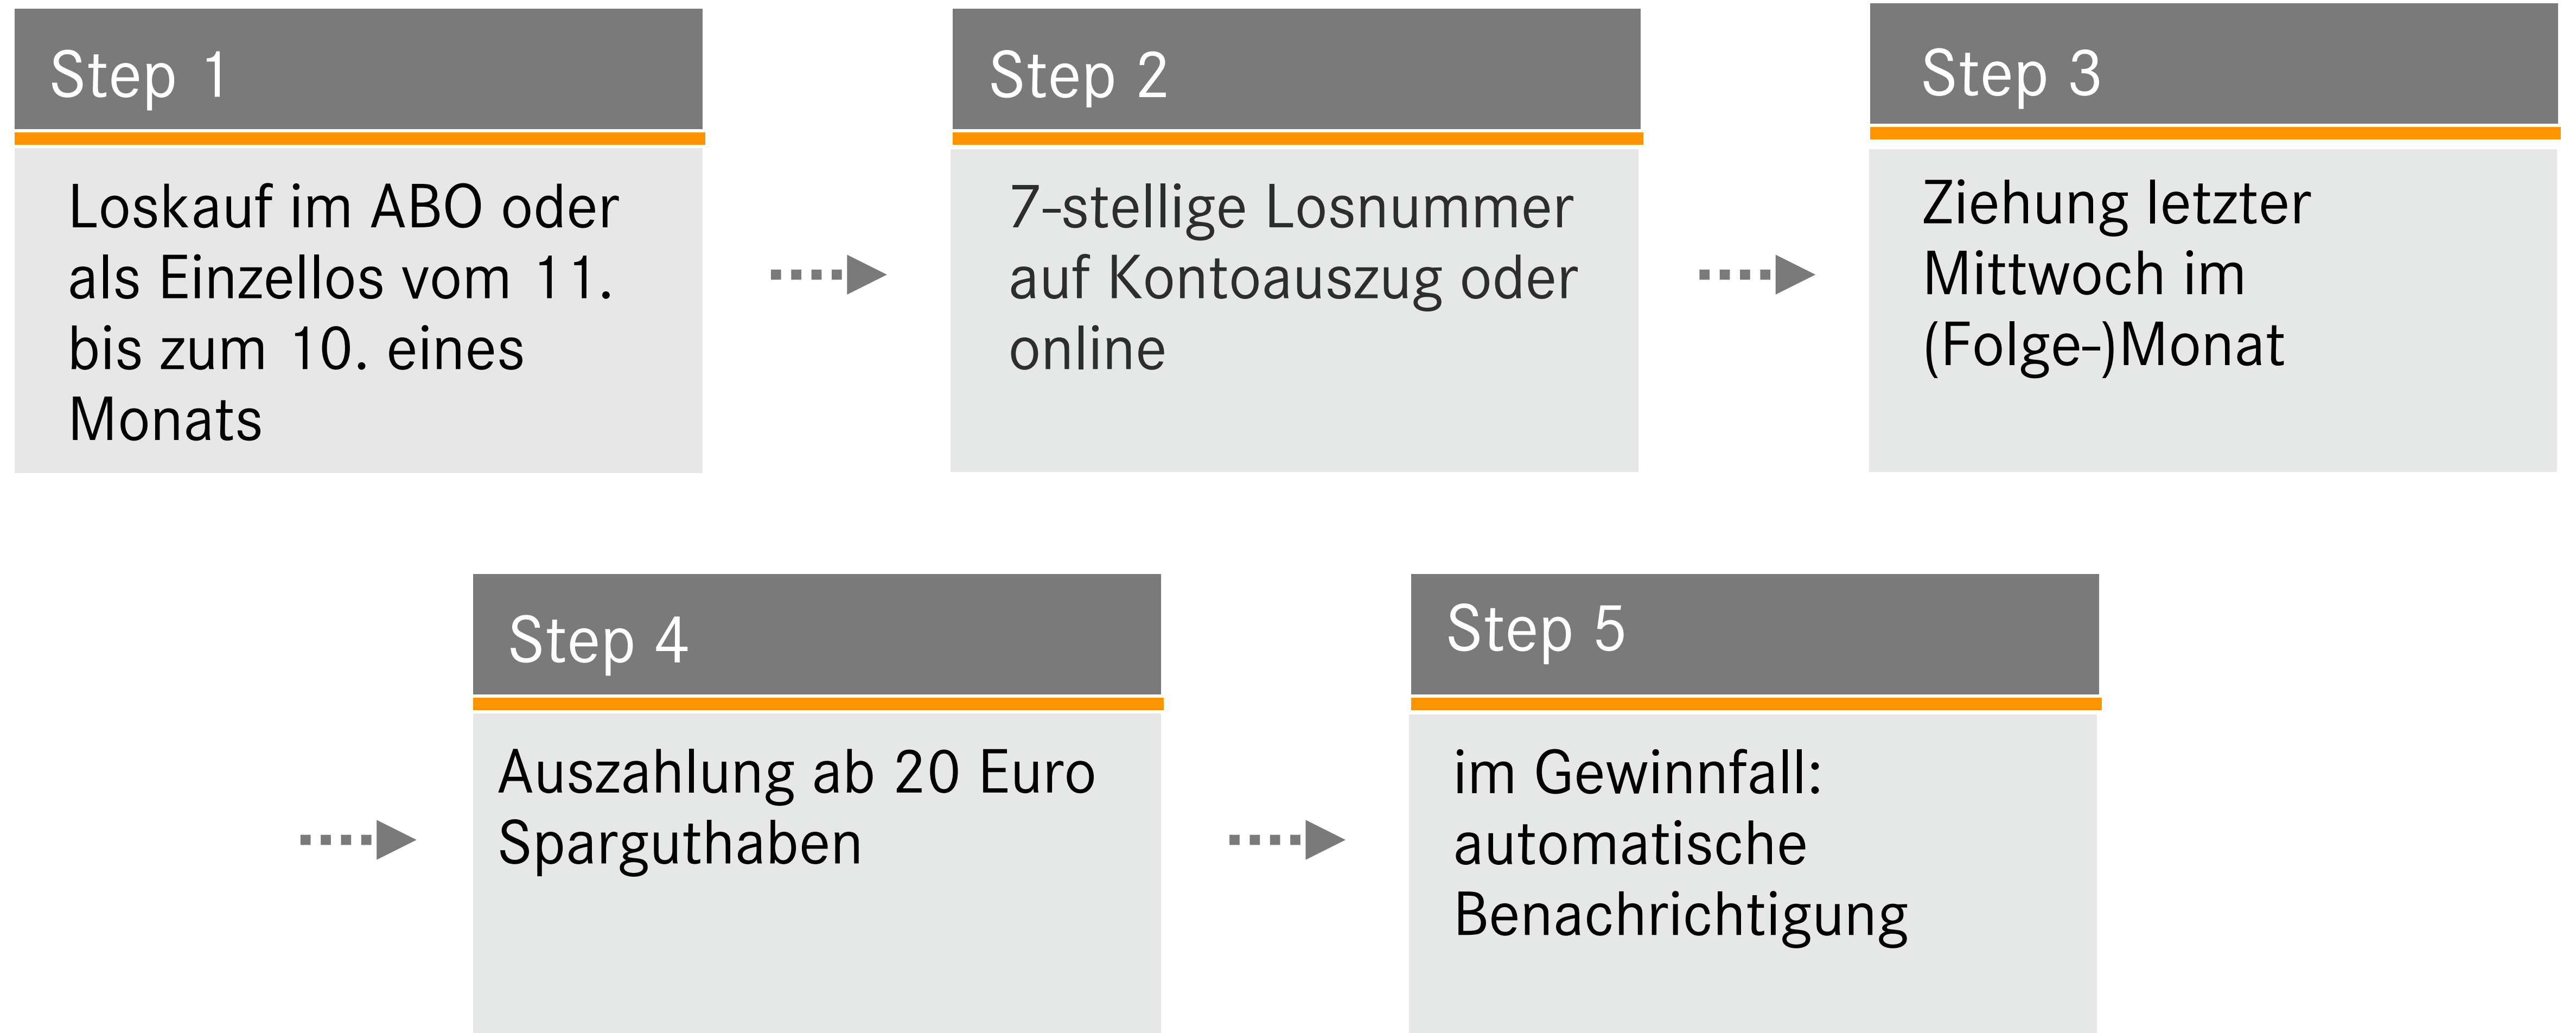 Step 1
Loskauf im ABO oder
als Einzellos vom 11.
bis zum 10. eines
Monats
Step 2
7-stellige Losnummer
auf Kontoauszug oder
online
Step 3
Ziehung letzter
Mittwoch im
(Folge-)Monat
Step 4
Auszahlung ab 20 Euro
Sparguthaben
Step 5
im Gewinnfall:
automatische
Benachrichtigung